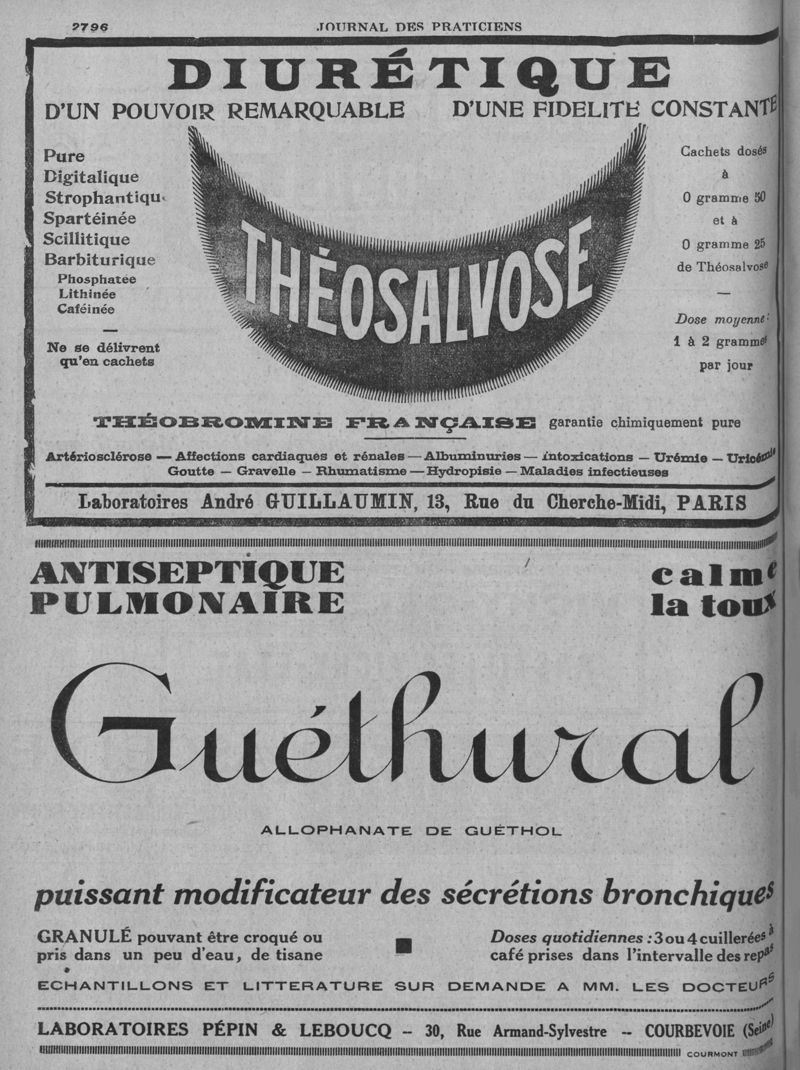 2796
JOURNAL DES PRATICIENS
DIURÉTIQUE
D'UN POUVOIR REMARQUABLE D'UNE FIDELITÉ CONSTANTE
Pure
Digitalique
Strophantique
Spartéinée
Scillitique
Barbiturique
Phosphatée
Lithinée
Caféinée
Ne se délivrent
qu'en cachets
THÉOSALVOSE
Cachets dosés
à
0 gramme 50
et à
0 gramme 25
de Théosalvose
Dose moyenne:
1 à 2 grammes
par jour
THÉOBROMINE FRANÇAISE garantie chimiquement pure
Artériosclérose — Affections cardiaques et rénales — Albuminuries — Intoxications — Urémie — Uricémie
Goutte — Gravelle — Rhumatisme — Hydropisie — Maladies infectieuses
Laboratoires André GUILLAUMIN, 13, Rue du Cherche-Midi, PARIS
ANTISEPTIQUE
PULMONAIRE
calme
la toux
Guéthural
ALLOPHANATE DE GUÉTHOL
puissant modificateur des sécrétions bronchiques
GRANULÉ pouvant être croqué ou
pris dans un peu d'eau, de tisane
Doses quotidiennes : 3 ou 4 cuillerées à
café prises dans l'intervalle des repas
ECHANTILLONS ET LITTERATURE SUR DEMANDE A MM. LES DOCTEURS
LABORATOIRES PÉPIN & LEBOUCQ — 30, Rue Armand-Sylvestre — COURBEVOIE (Seine)
COURMONT